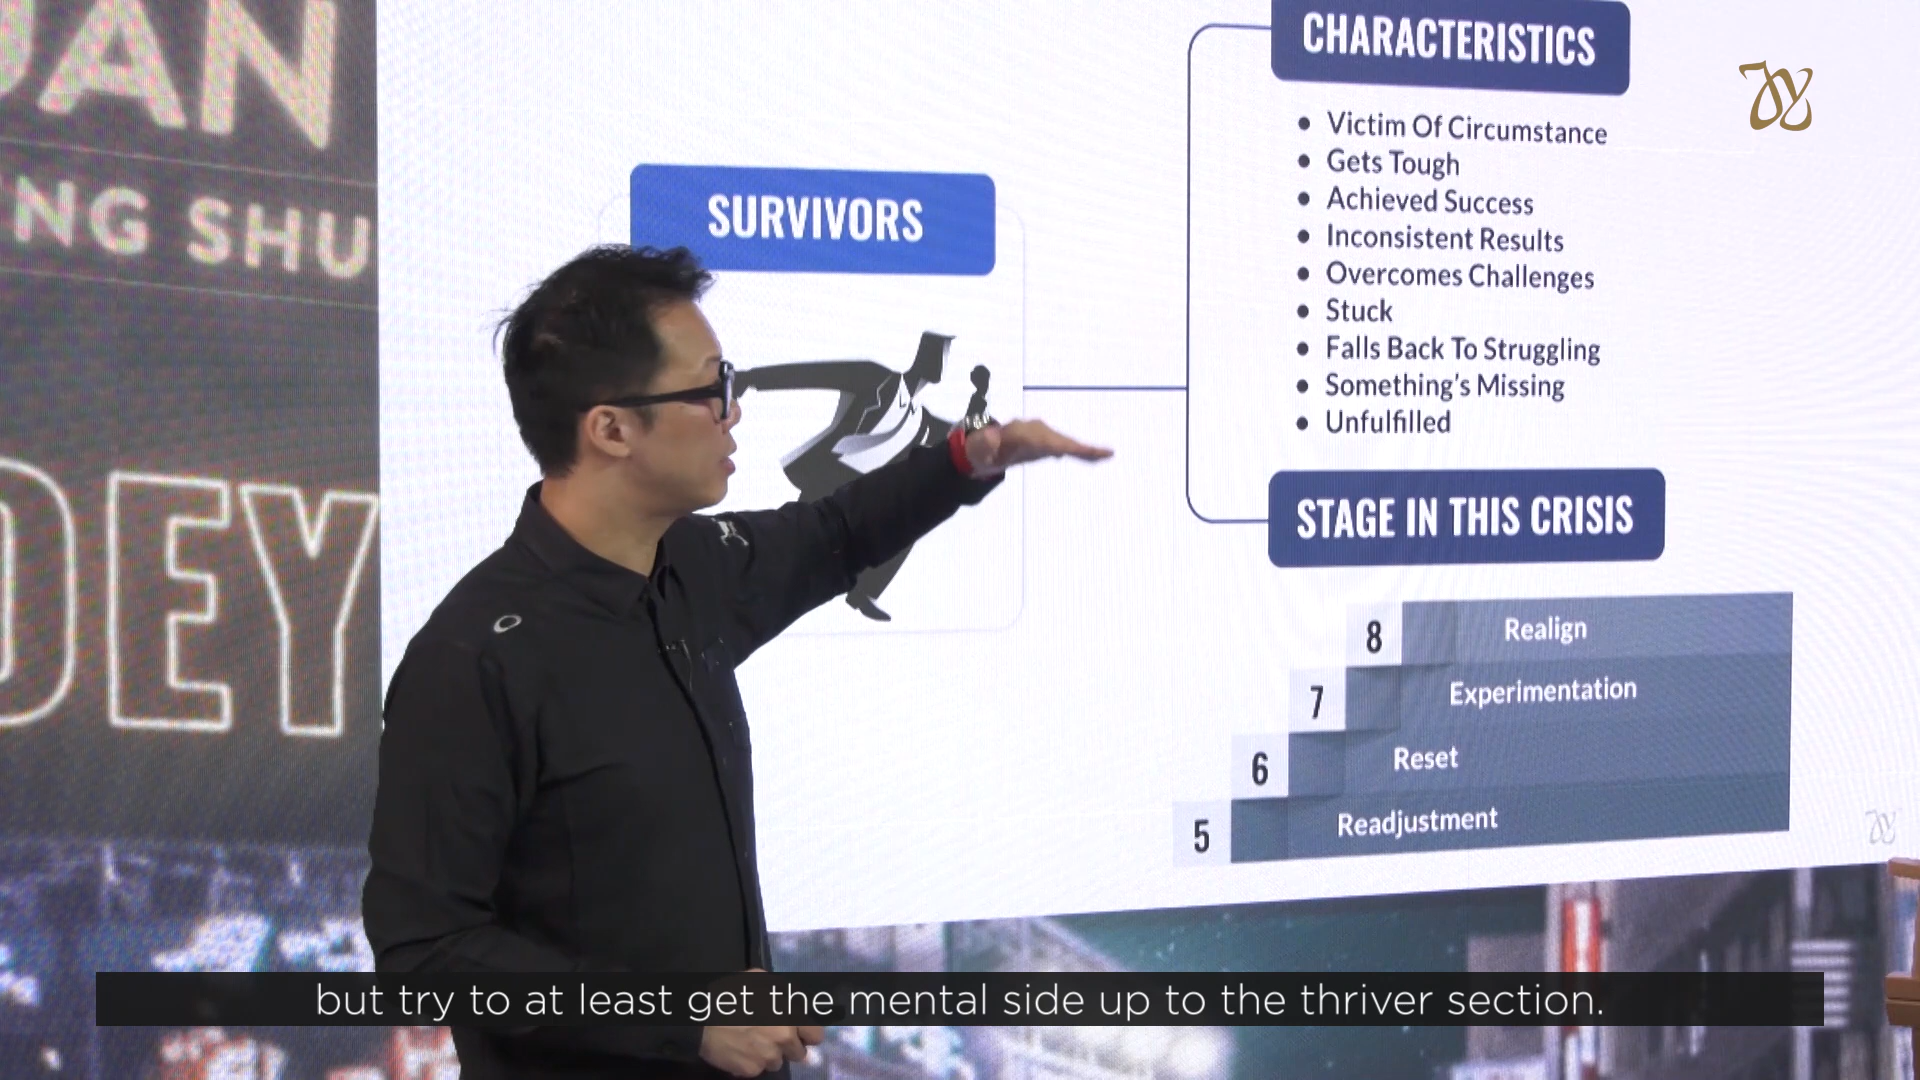 UAN
NG SHU
DEY
SURVIVORS
CHARACTERISTICS
• Victim Of Circumstance
• Gets Tough
• Achieved Success
• Inconsistent Results
• Overcomes Challenges
• Stuck
• Falls Back To Struggling
• Something's Missing
• Unfulfilled
STAGE IN THIS CRISIS
8 Realign
7 Experimentation
6 Reset
5 Readjustment
but try to at least get the mental side up to the thriver section.